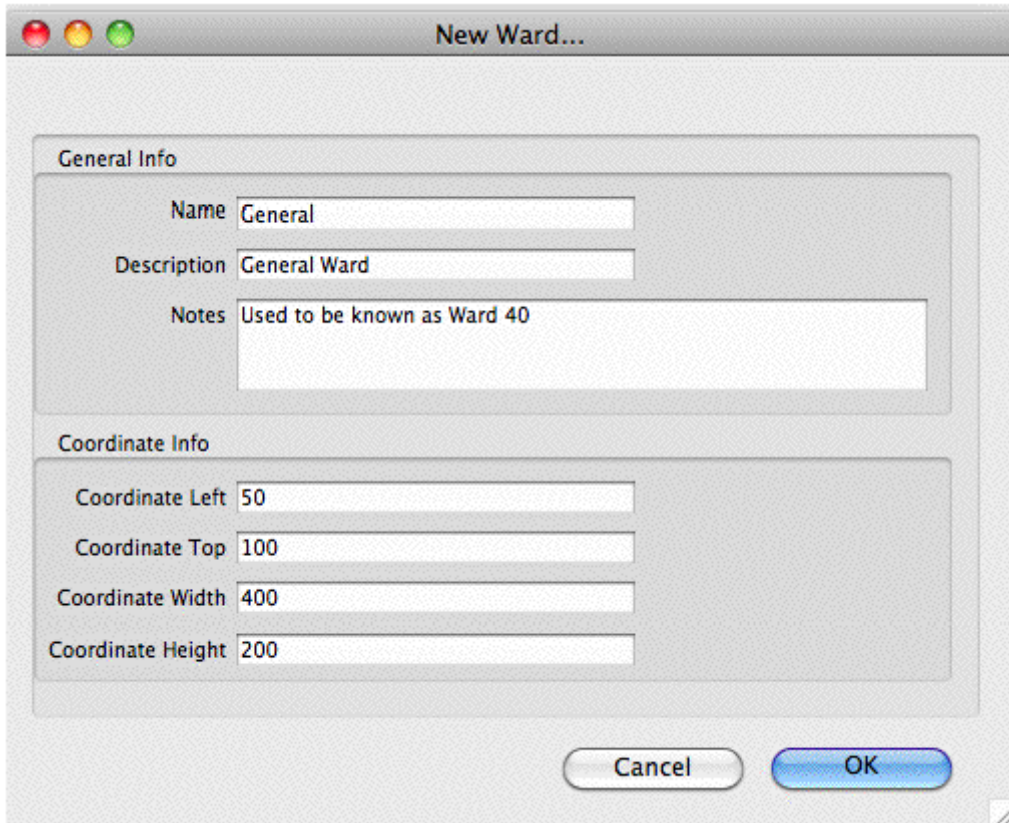 New Ward...
General Info
Name General
Description General Ward
Notes Used to be known as Ward 40
Coordinate Info
Coordinate Left 50
Coordinate Top 100
Coordinate Width 400
Coordinate Height 200
Cancel OK